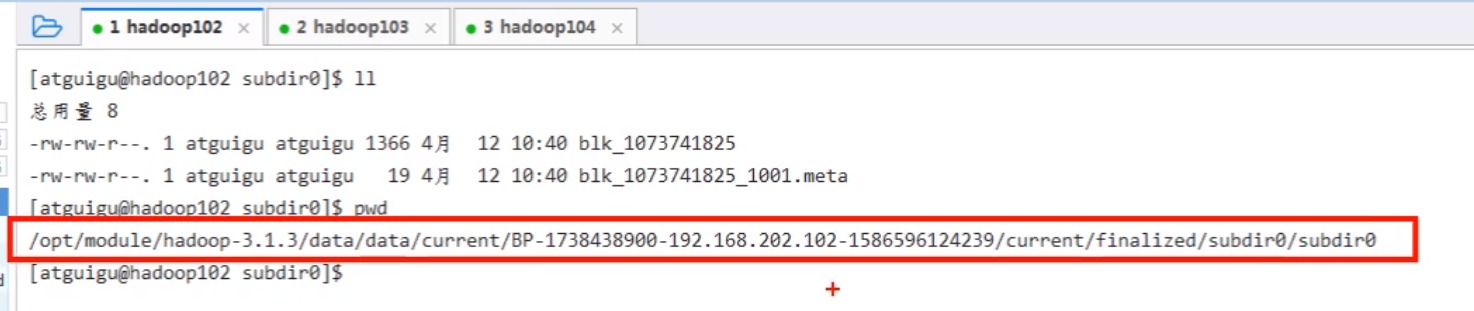 1 hadoop102 × 2 hadoop103 × 3 hadoop104 ×
[atguigu@hadoop102 subdir0]$ ll
总用量 8
-rw-rw-r--. 1 atguigu atguigu 1366 4月  12 10:40 blk_1073741825
-rw-rw-r--. 1 atguigu atguigu   19 4月  12 10:40 blk_1073741825_1001.meta
[atguigu@hadoop102 subdir0]$ pwd
/opt/module/hadoop-3.1.3/data/data/current/BP-1738438900-192.168.202.102-1586596124239/current/finalized/subdir0/subdir0
[atguigu@hadoop102 subdir0]$